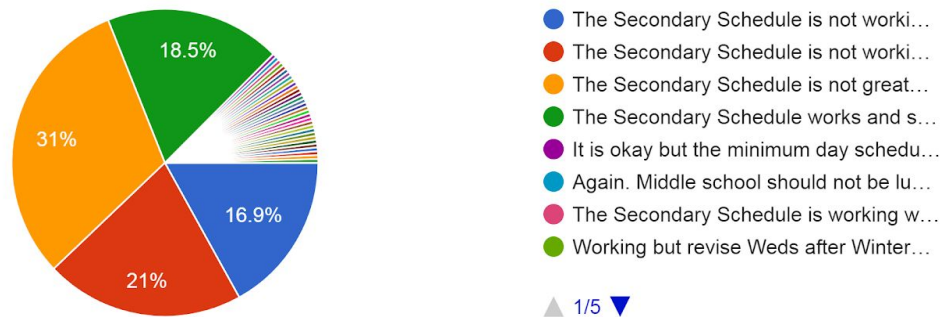 18.5%
31%
16.9%
21%
The Secondary Schedule is not worki...
The Secondary Schedule is not worki...
The Secondary Schedule is not great...
The Secondary Schedule works and s...
It is okay but the minimum day schedu...
Again. Middle school should not be lu...
The Secondary Schedule is working w...
Working but revise Weds after Winter...
1/5